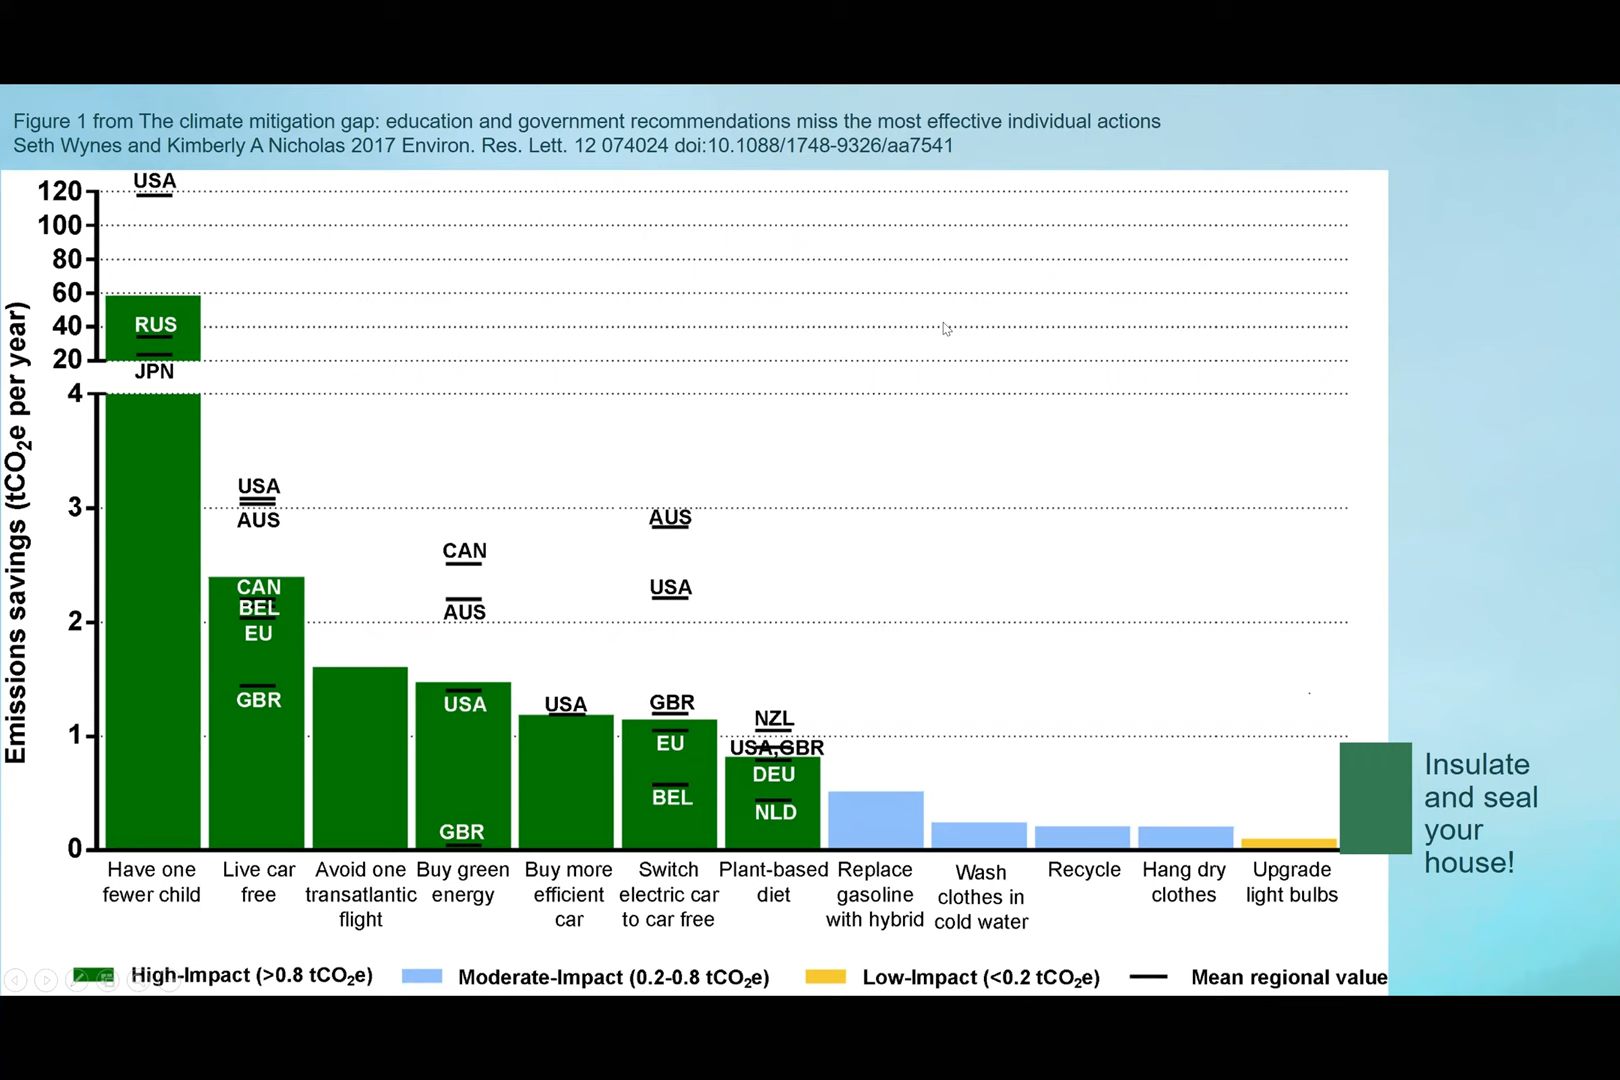 Figure 1 from The climate mitigation gap: education and government recommendations miss the most effective individual actions
Seth Wynes and Kimberly A Nicholas 2017 Environ. Res. Lett. 12 074024 doi:10.1088/1748-9326/aa7541
Emissions savings (tCO₂e per year)
120
100
80
60
40
20
4
3
2
1
0
USA
RUS
JPN
USA
AUS
CAN
BEL
EU
GBR
CAN
AUS
USA
GBR
USA
AUS
USA
GBR
EU
BEL
NZL
USA,GBR
DEU
NLD
Have one
fewer child
Live car
free
Avoid one
transatlantic
flight
Buy green
energy
Buy more
efficient
car
Switch
electric car
to car free
Plant-based
diet
Replace
gasoline
with hybrid
Wash
clothes in
cold water
Recycle
Hang dry
clothes
Upgrade
light bulbs
Insulate
and seal
your
house!
High-Impact (>0.8 tCO₂e)
Moderate-Impact (0.2-0.8 tCO₂e)
Low-Impact (<0.2 tCO₂e)
Mean regional value